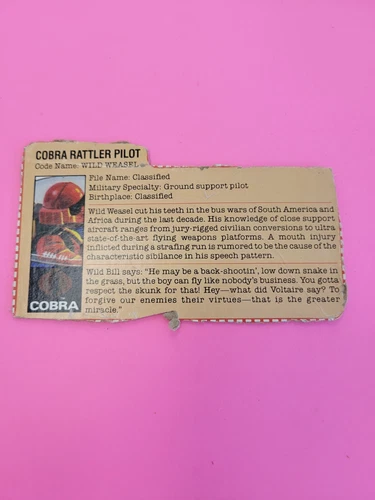 COBRA RATTLER PILOT
Code Name: WILD WEASEL
File Name: Classified
Military Specialty: Ground support pilot
Birthplace: Classified
Wild Weasel cut his teeth in the bus wars of South America and
Africa during the last decade. His knowledge of close support
aircraft ranges from jury-rigged civilian conversions to ultra
state-of-the-art flying weapons platforms. A mouth injury
inflicted during a strafing run is rumored to be the cause of the
characteristic sibilance in his speech pattern.
Wild Bill says: "He may be a back-shootin', low down snake in
the grass, but the boy can fly like nobody's business. You gotta
respect the skunk for that! Hey—what did Voltaire say? To
forgive our enemies their virtues—that is the greater
miracle."
COBRA